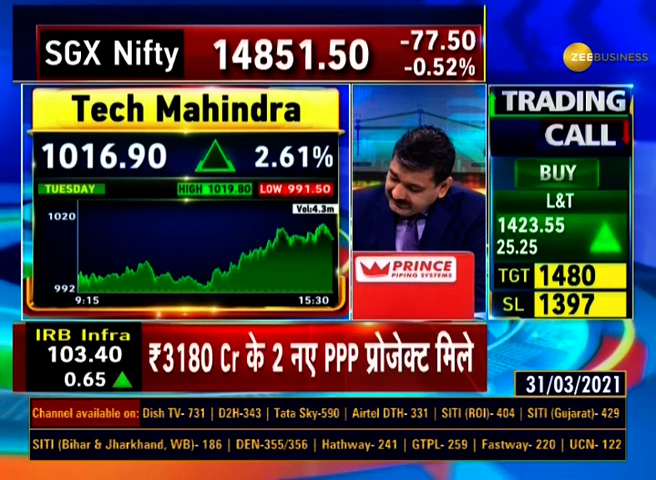 SGX Nifty 14851.50 -77.50
-0.52%
ZEE BUSINESS
Tech Mahindra
1016.90 2.61%
TUESDAY HIGH 1019.80 LOW 991.50
Vol:4.3m
1020
992
9:15 15:30
PRINCE
PIPING SYSTEMS
TRADING
CALL
BUY
L&T
1423.55
25.25
TGT 1480
SL 1397
IRB Infra
103.40
0.65
₹3180 Cr के 2 नए PPP प्रोजेक्ट मिले
31/03/2021
Channel available on: Dish TV- 731 | D2H-343 | Tata Sky-590 | Airtel DTH- 331 | SITI (ROI)- 404 | SITI (Gujarat)- 429
SITI (Bihar & Jharkhand, WB)- 186 | DEN-355/356 | Hathway- 241 | GTPL- 259 | Fastway- 220 | UCN- 122